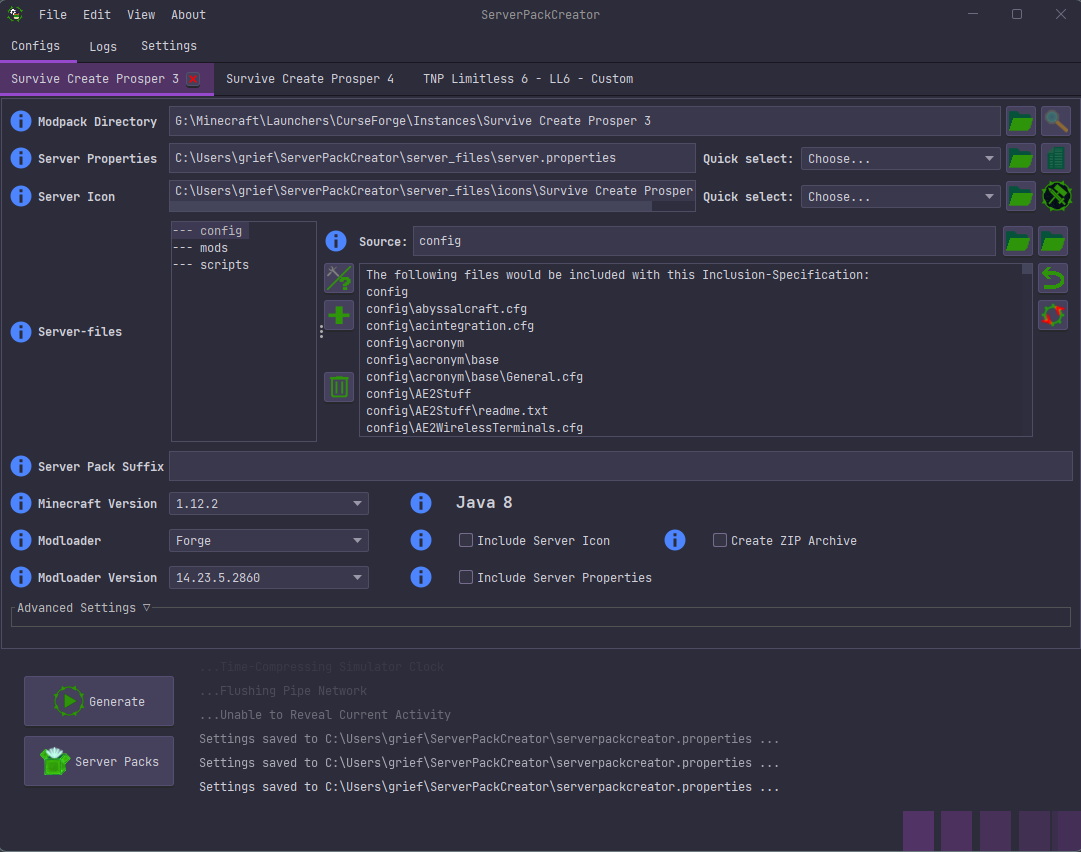 File Edit View About
ServerPackCreator
Configs Logs Settings
Survive Create Prosper 3 Survive Create Prosper 4 TNP Limitless 6 - LL6 - Custom
Modpack Directory G:\Minecraft\Launchers\CurseForge\Instances\Survive Create Prosper 3
Server Properties C:\Users\grief\ServerPackCreator\server_files\server.properties Quick select: Choose...
Server Icon C:\Users\grief\ServerPackCreator\server_files\icons\Survive Create Prosper Quick select: Choose...
Server-files
--- config
--- mods
--- scripts
Source: config
The following files would be included with this Inclusion-Specification:
config
config\abyssalcraft.cfg
config\acintegration.cfg
config\acronym
config\acronym\base
config\acronym\base\General.cfg
config\AE2Stuff
config\AE2Stuff\readme.txt
config\AE2WirelessTerminals.cfg
Server Pack Suffix
Minecraft Version 1.12.2 Java 8
Modloader Forge Include Server Icon Create ZIP Archive
Modloader Version 14.23.5.2860 Include Server Properties
Advanced Settings ▽
Generate
Server Packs
...Time-Compressing Simulator Clock
...Flushing Pipe Network
...Unable to Reveal Current Activity
Settings saved to C:\Users\grief\ServerPackCreator\serverpackcreator.properties ...
Settings saved to C:\Users\grief\ServerPackCreator\serverpackcreator.properties ...
Settings saved to C:\Users\grief\ServerPackCreator\serverpackcreator.properties ...